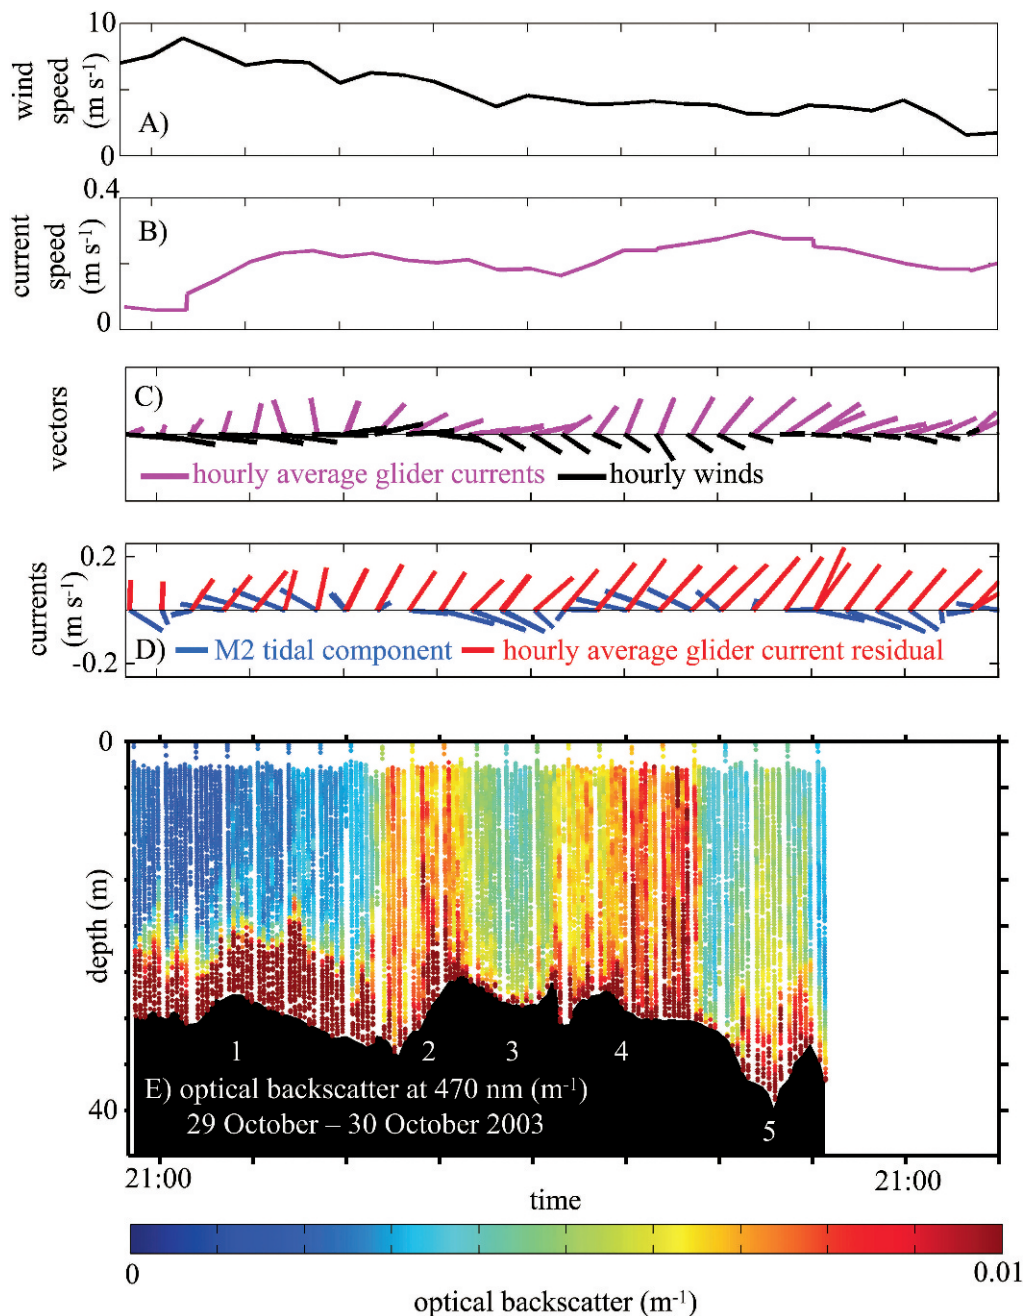 10
wind
speed
(m s⁻¹)
A)
0
0.4
current
speed
(m s⁻¹)
B)
0
vectors
C)
hourly average glider currents
hourly winds
currents
(m s⁻¹)
0.2
-0.2
D)
M2 tidal component
hourly average glider current residual
0
depth (m)
40
1
2
3
4
5
E) optical backscatter at 470 nm (m⁻¹)
29 October – 30 October 2003
21:00
21:00
time
0
0.01
optical backscatter (m⁻¹)